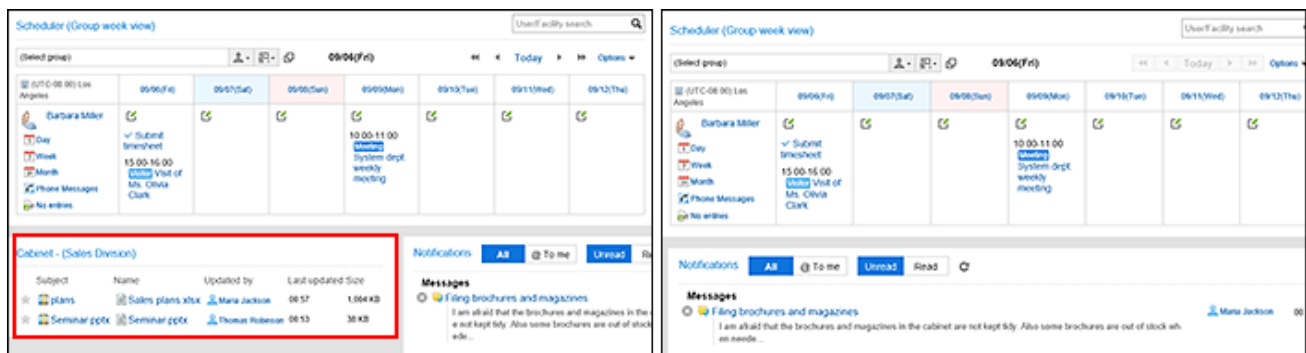 Scheduler (Group week view)
User/Facility search
(Select group)
09/06(Fri)
Today
Options
(UTC-08:00) Los Angeles
09/06(Fri)
09/07(Sat)
09/08(Sun)
09/09(Mon)
09/10(Tue)
09/11(Wed)
09/12(Thu)
Barbara Miller
Day
Week
Month
Phone Messages
No entries
Submit
timesheet
15:00-16:00
Visitor Visit of
Ms. Olivia
Clark
10:00-11:00
Meeting
System dept.
weekly
meeting
Cabinet - (Sales Division)
Subject Name Updated by Last updated Size
plans Sales plans.xlsx Maria Jackson 08:57 1,064 KB
Seminar.pptx Seminar.pptx Thomas Robinson 08:53 38 KB
Notifications All @ To me Unread Re
Messages
Filing brochures and magazines
I am afraid that the brochures and magazines in the c
e not kept tidy. Also some brochures are out of stock
ede...
Scheduler (Group week view)
User/Facility search
(Select group)
09/06(Fri)
Today
Options
(UTC-08:00) Los
Angeles
09/06(Fri)
09/07(Sat)
09/08(Sun)
09/09(Mon)
09/10(Tue)
09/11(Wed)
09/12(Thu)
Barbara Miller
Day
Week
Month
Phone Messages
No entries
Submit
timesheet
15:00-16:00
Visitor Visit of
Ms. Olivia
Clark
10:00-11:00
Meeting
System dept.
weekly
meeting
Notifications All @ To me Unread Read
Messages
Filing brochures and magazines Maria Jackson 00
I am afraid that the brochures and magazines in the cabinet are not kept tidy. Also some brochures are out of stock wh
en neede...